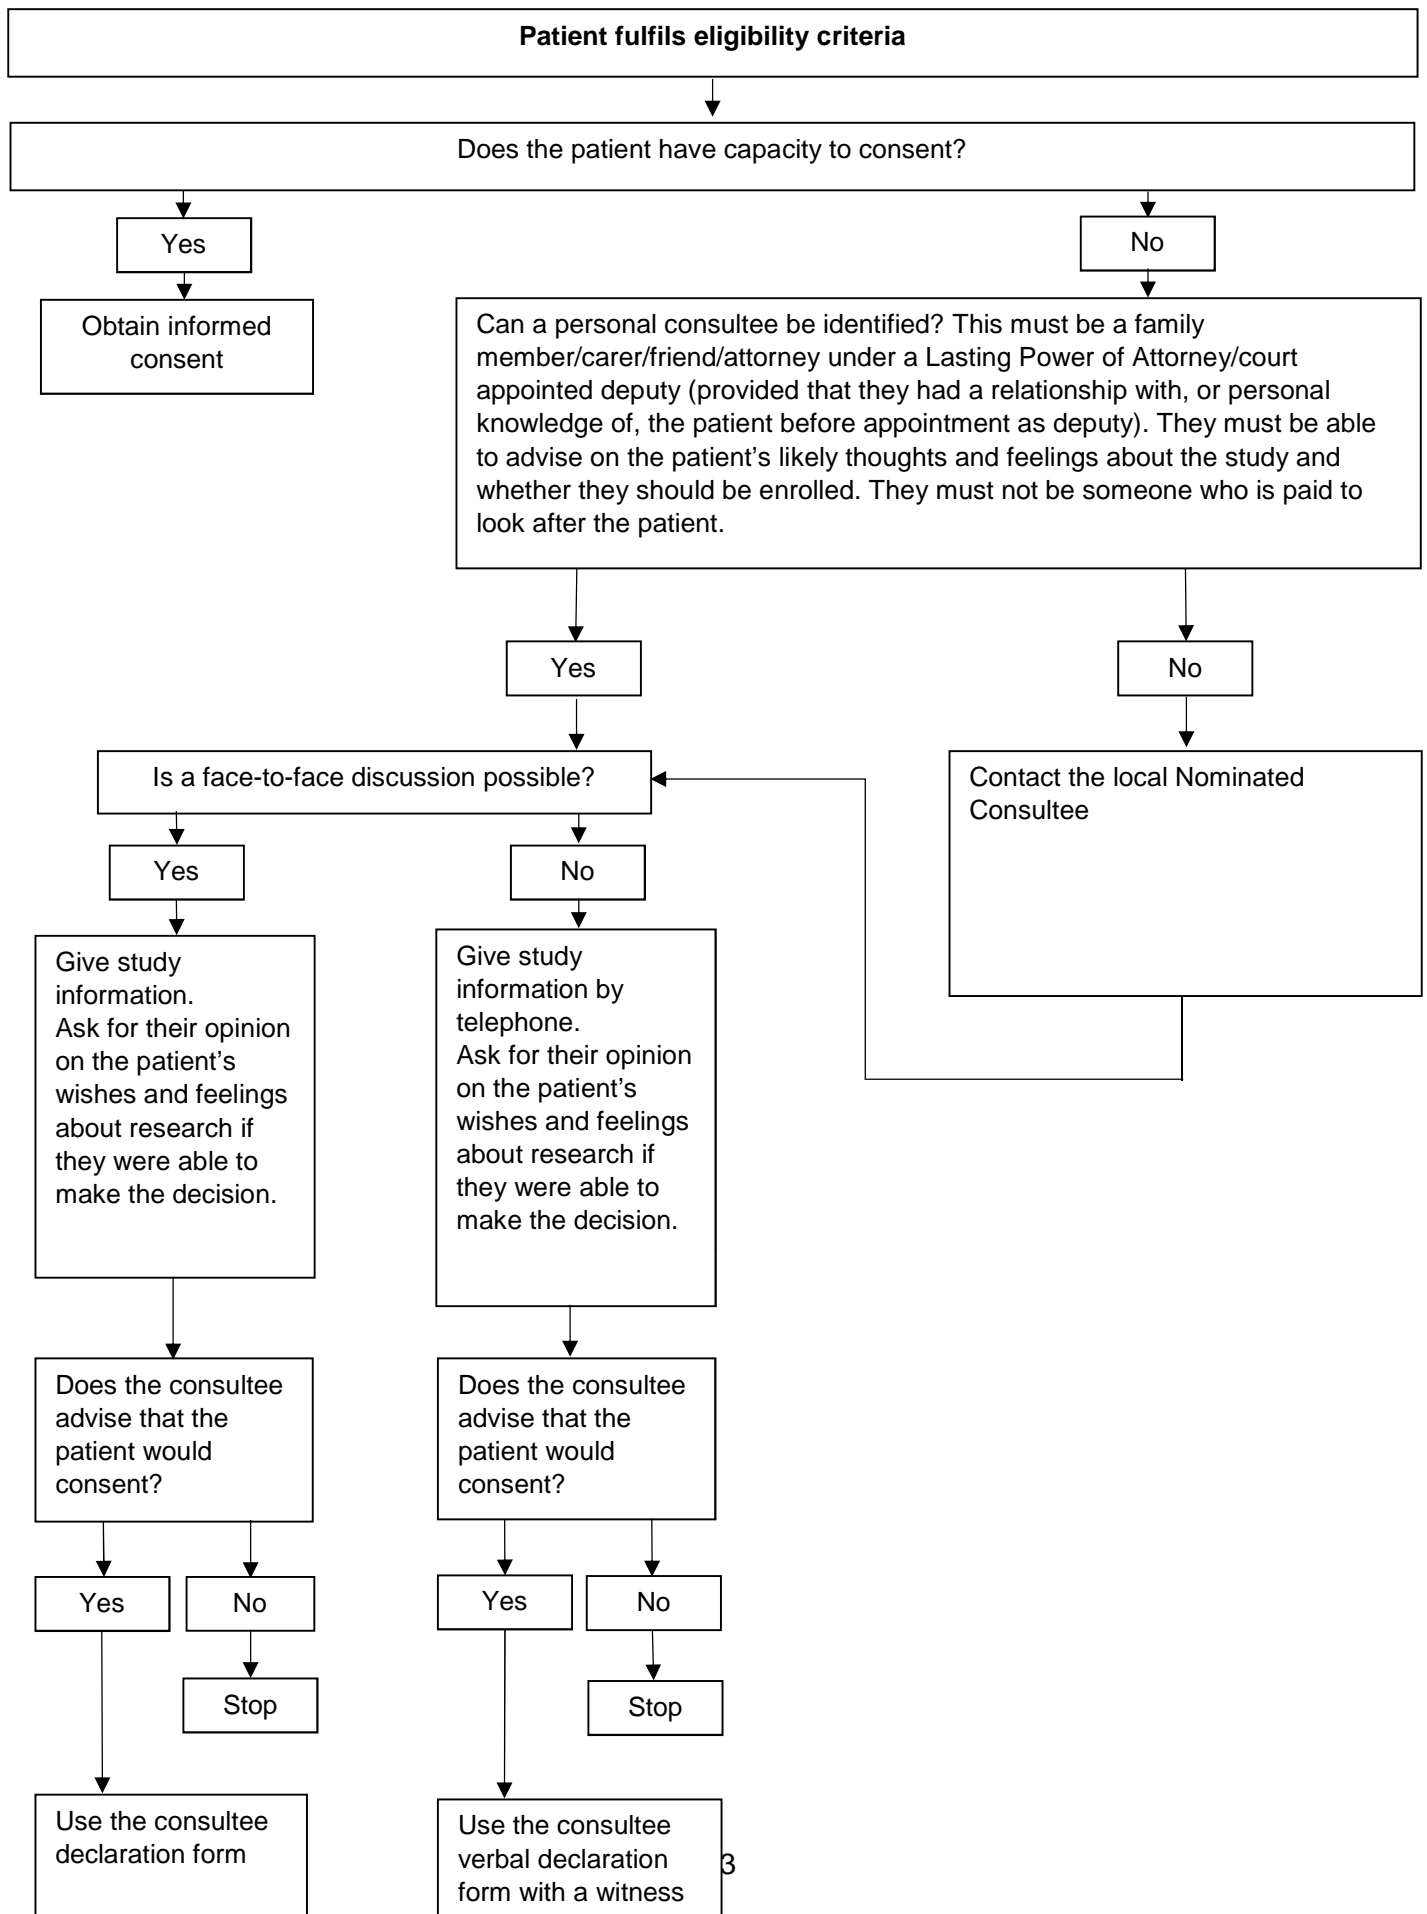 Patient fulfils eligibility criteria
Does the patient have capacity to consent?
Yes
No
Obtain informed
consent
Can a personal consultee be identified? This must be a family
member/carer/friend/attorney under a Lasting Power of Attorney/court
appointed deputy (provided that they had a relationship with, or personal
knowledge of, the patient before appointment as deputy). They must be able
to advise on the patient’s likely thoughts and feelings about the study and
whether they should be enrolled. They must not be someone who is paid to
look after the patient.
Yes
No
Is a face-to-face discussion possible?
Contact the local Nominated
Consultee
Yes
No
Give study
information.
Ask for their opinion
on the patient’s
wishes and feelings
about research if
they were able to
make the decision.
Give study
information by
telephone.
Ask for their opinion
on the patient’s
wishes and feelings
about research if
they were able to
make the decision.
Does the consultee
advise that the
patient would
consent?
Does the consultee
advise that the
patient would
consent?
Yes
No
Yes
No
Stop
Stop
Use the consultee
declaration form
Use the consultee
verbal declaration
form with a witness
3